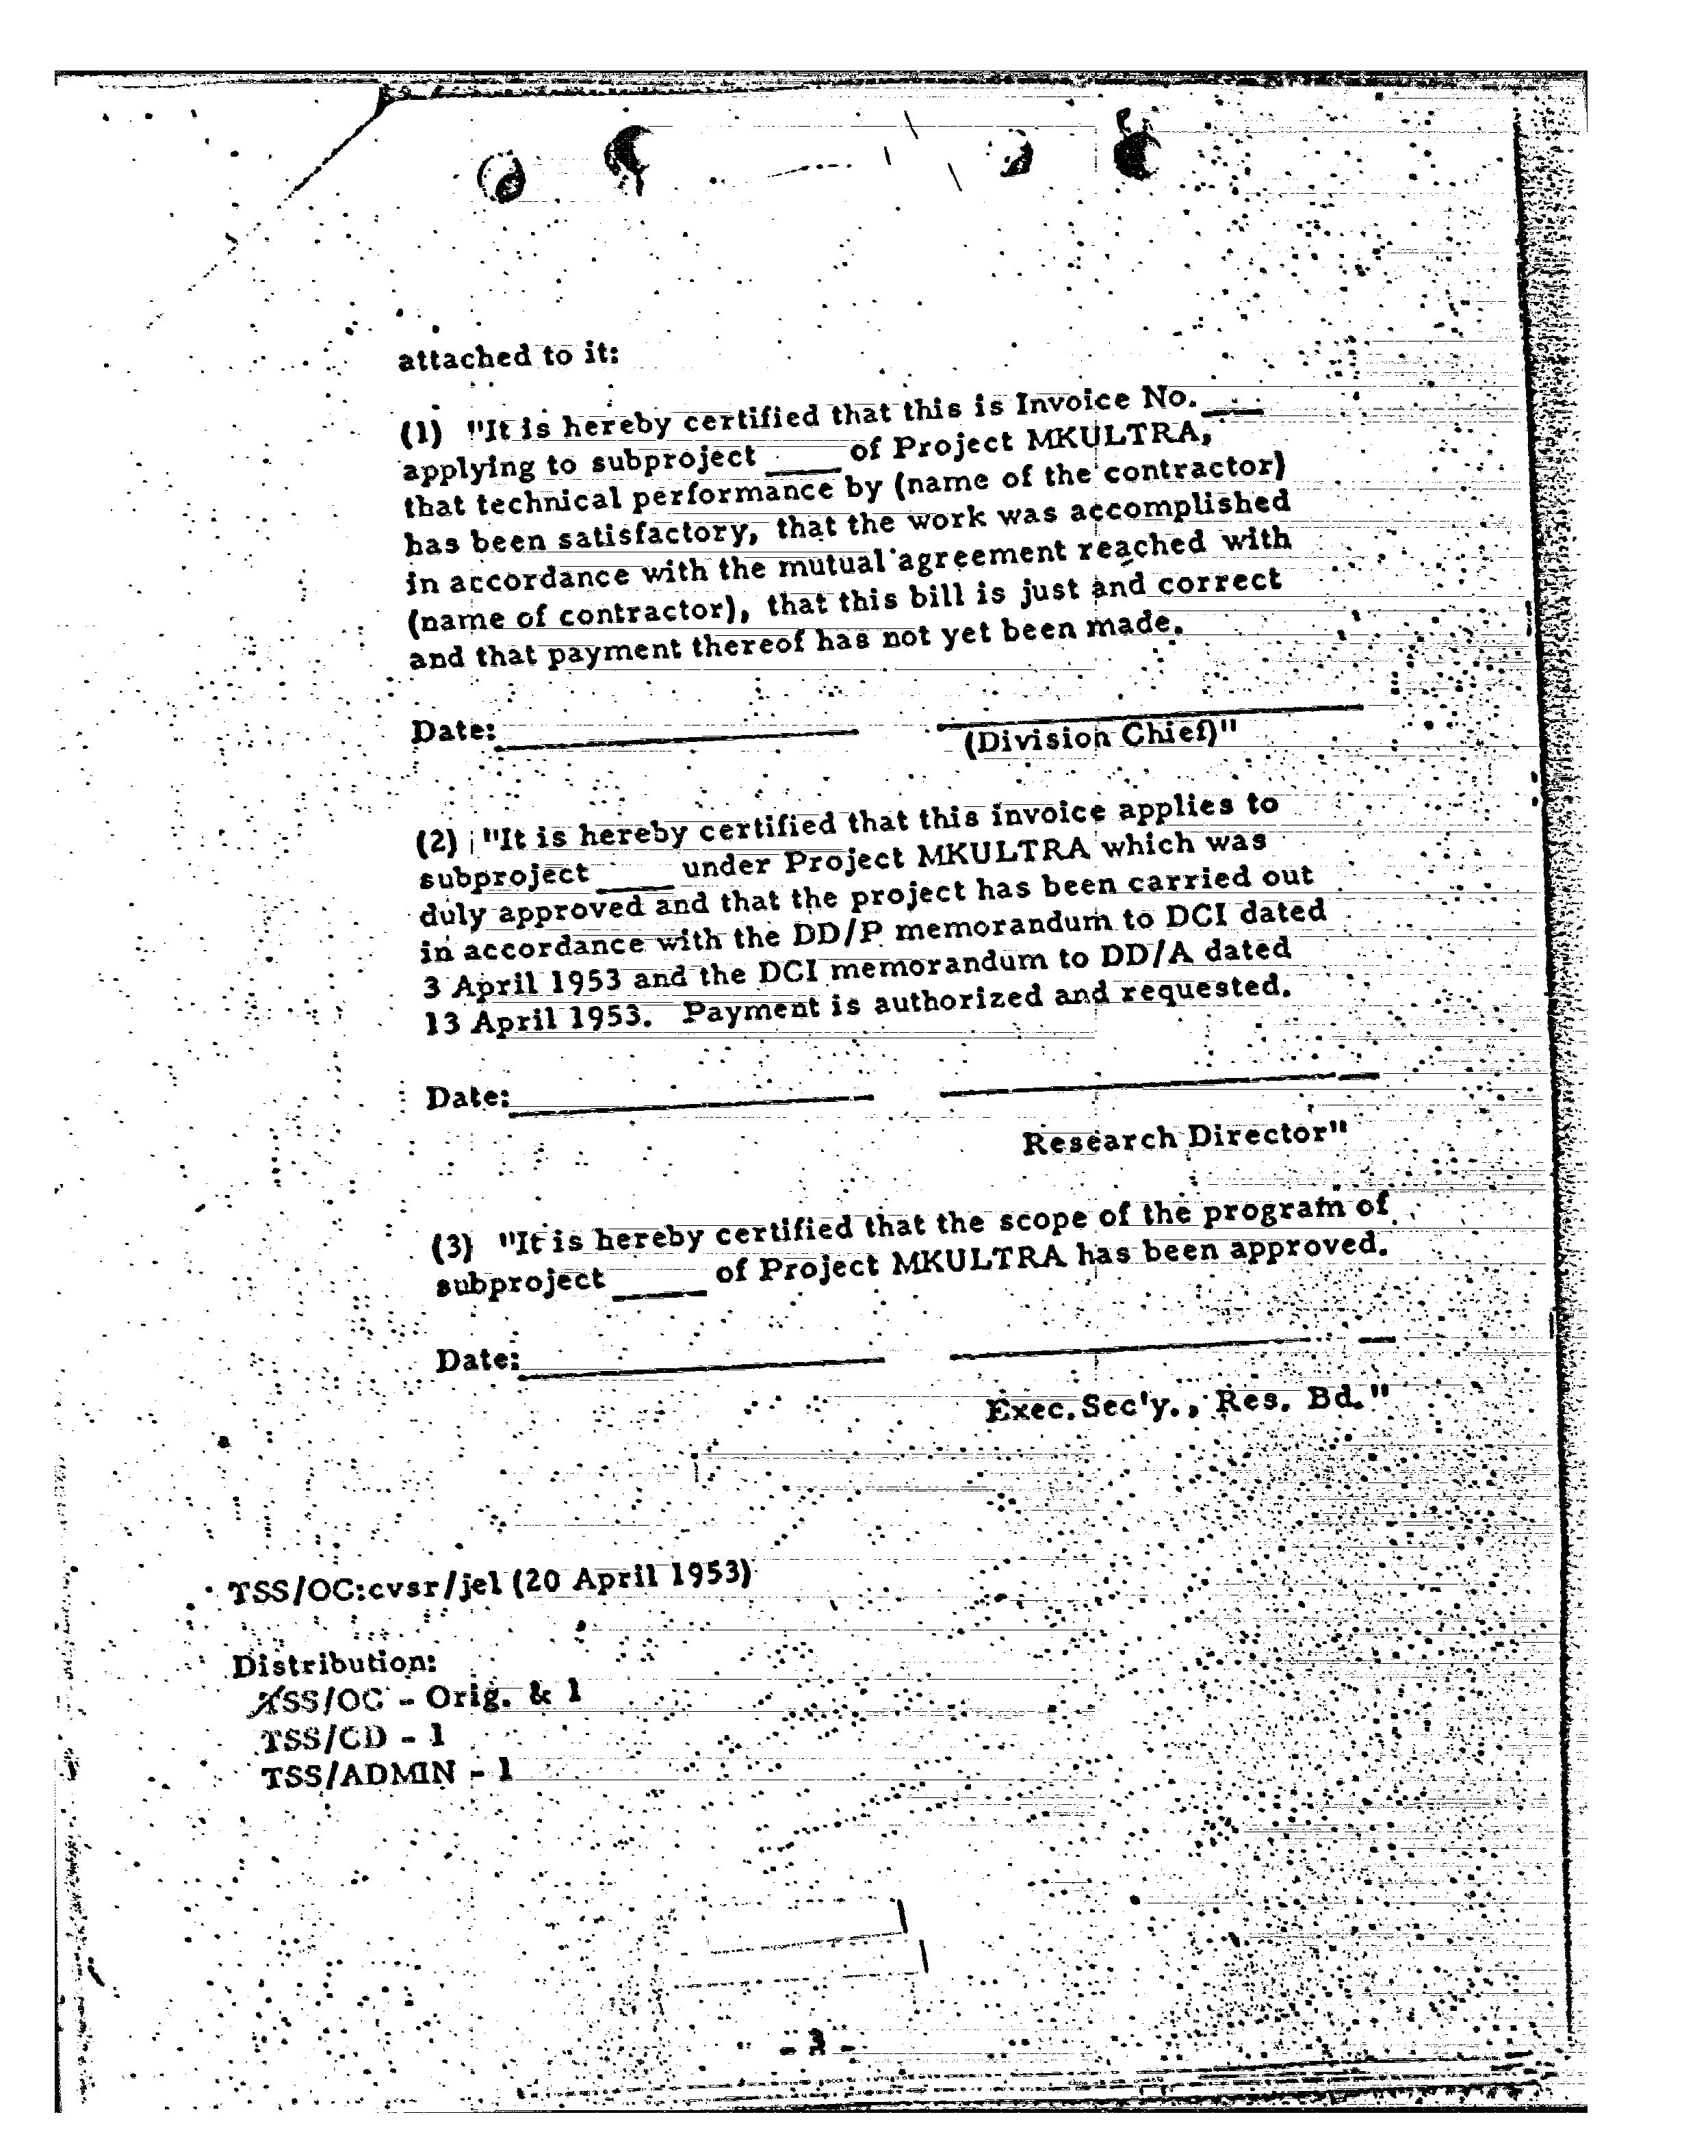 attached to it:
(1) "It is hereby certified that this is Invoice No. ____
applying to subproject ____ of Project MKULTRA,
that technical performance by (name of the contractor)
has been satisfactory, that the work was accomplished
in accordance with the mutual agreement reached with
(name of contractor), that this bill is just and correct
and that payment thereof has not yet been made.
Date: ____________________ ____________________
(Division Chief)"
(2) "It is hereby certified that this invoice applies to
subproject ____ under Project MKULTRA which was
duly approved and that the project has been carried out
in accordance with the DD/P memorandum to DCI dated
3 April 1953 and the DCI memorandum to DD/A dated
13 April 1953. Payment is authorized and requested.
Date: ____________________ ____________________
Research Director"
(3) "It is hereby certified that the scope of the program of
subproject _____ of Project MKULTRA has been approved.
Date: ____________________ ____________________
Exec. Sec'y., Res. Bd."
TSS/OC:cvsr/jel (20 April 1953)
Distribution:
TSS/OC - Orig. & 1
TSS/CD - 1
TSS/ADMIN - 1
- 3 -